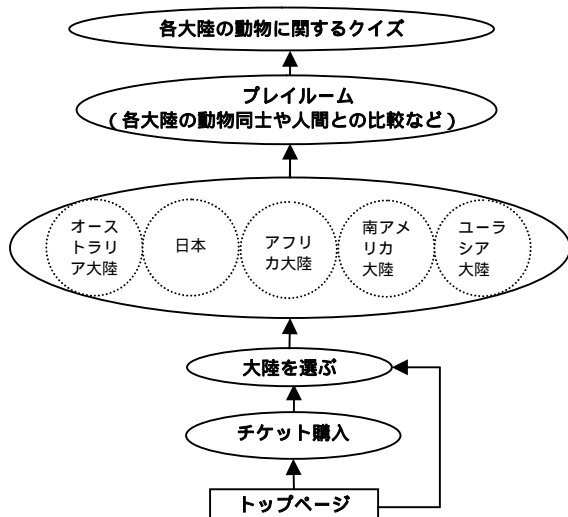 各大陸の動物に関するクイズ
プレイルーム
（各大陸の動物同士や人間との比較など）
オース
トラリ
ア大陸
日本
アフリ
カ大陸
南アメ
リカ
大陸
ユーラ
シア
大陸
大陸を選ぶ
チケット購入
トップページ